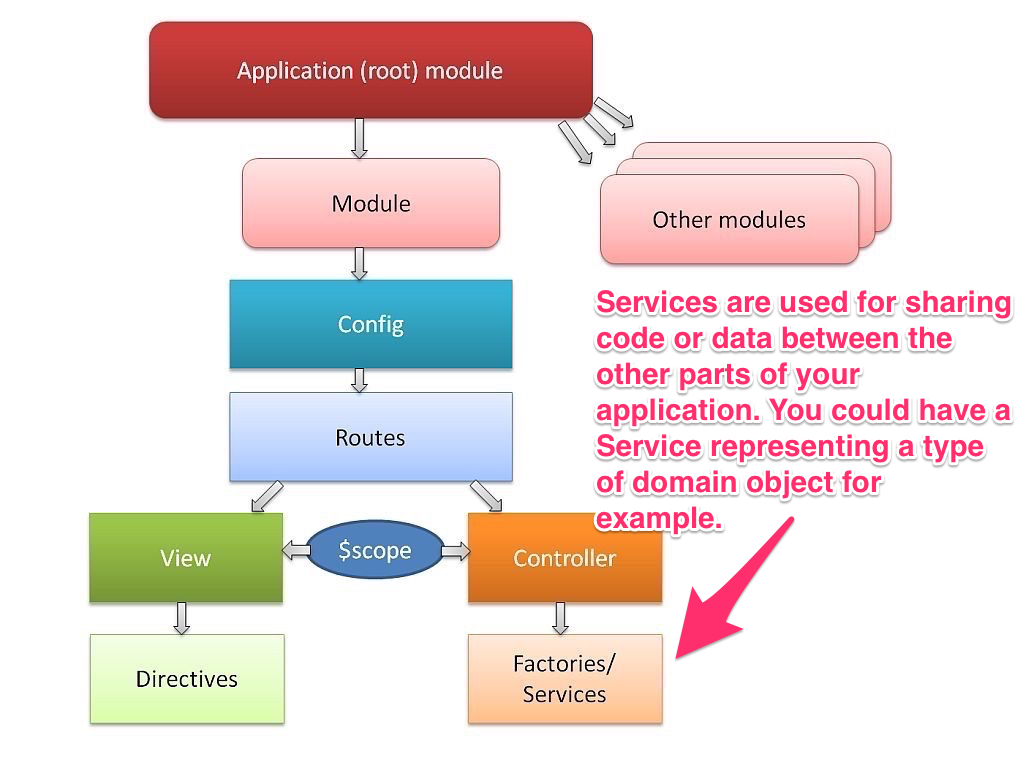 Application (root) module
Module
Other modules
Config
Services are used for sharing
code or data between the
other parts of your
application. You could have a
Service representing a type
of domain object for
example.
Routes
View
$scope
Controller
Directives
Factories/
Services